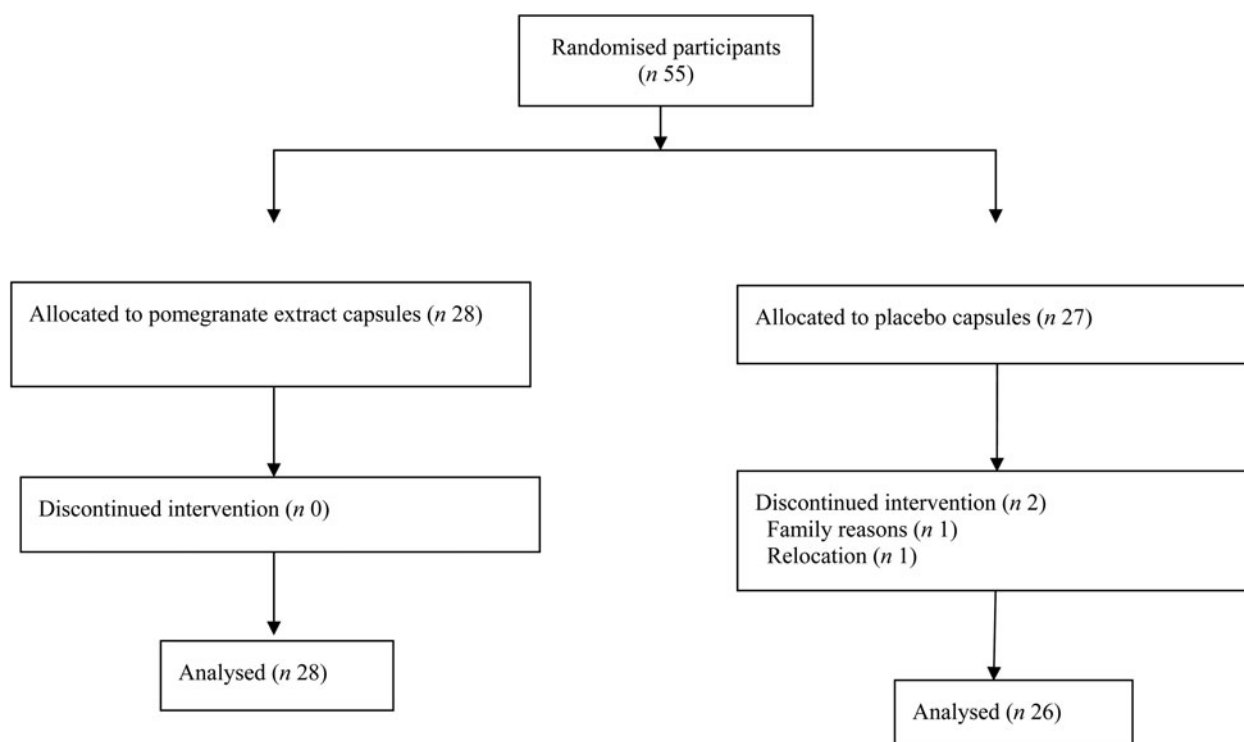 Randomised participants
(n 55)
Allocated to pomegranate extract capsules (n 28)
Allocated to placebo capsules (n 27)
Discontinued intervention (n 0)
Discontinued intervention (n 2)
Family reasons (n 1)
Relocation (n 1)
Analysed (n 28)
Analysed (n 26)